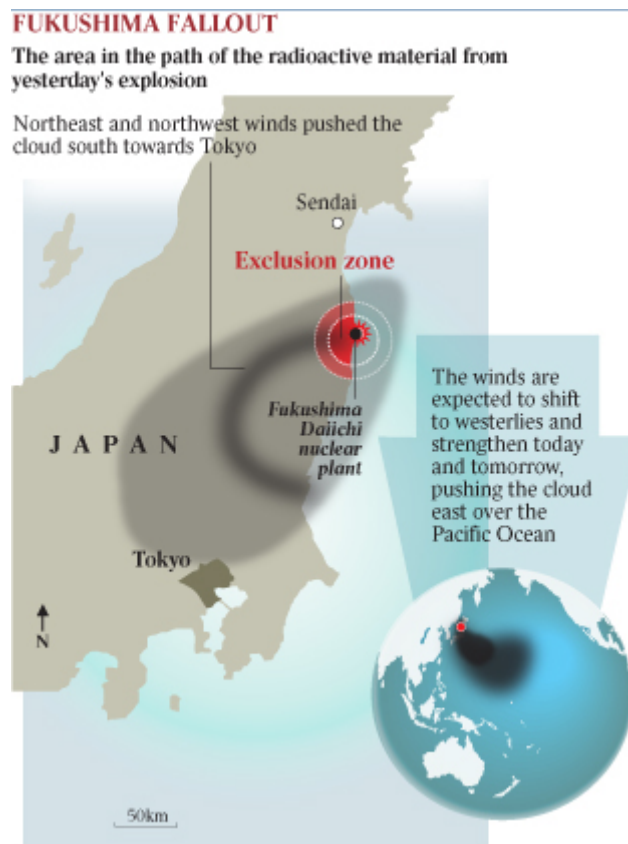 FUKUSHIMA FALLOUT
The area in the path of the radioactive material from
yesterday's explosion
Northeast and northwest winds pushed the
cloud south towards Tokyo
Sendai
Exclusion zone
Fukushima
Daiichi
nuclear
plant
The winds are
expected to shift
to westerlies and
strengthen today
and tomorrow,
pushing the cloud
east over the
Pacific Ocean
JAPAN
Tokyo
N
50km